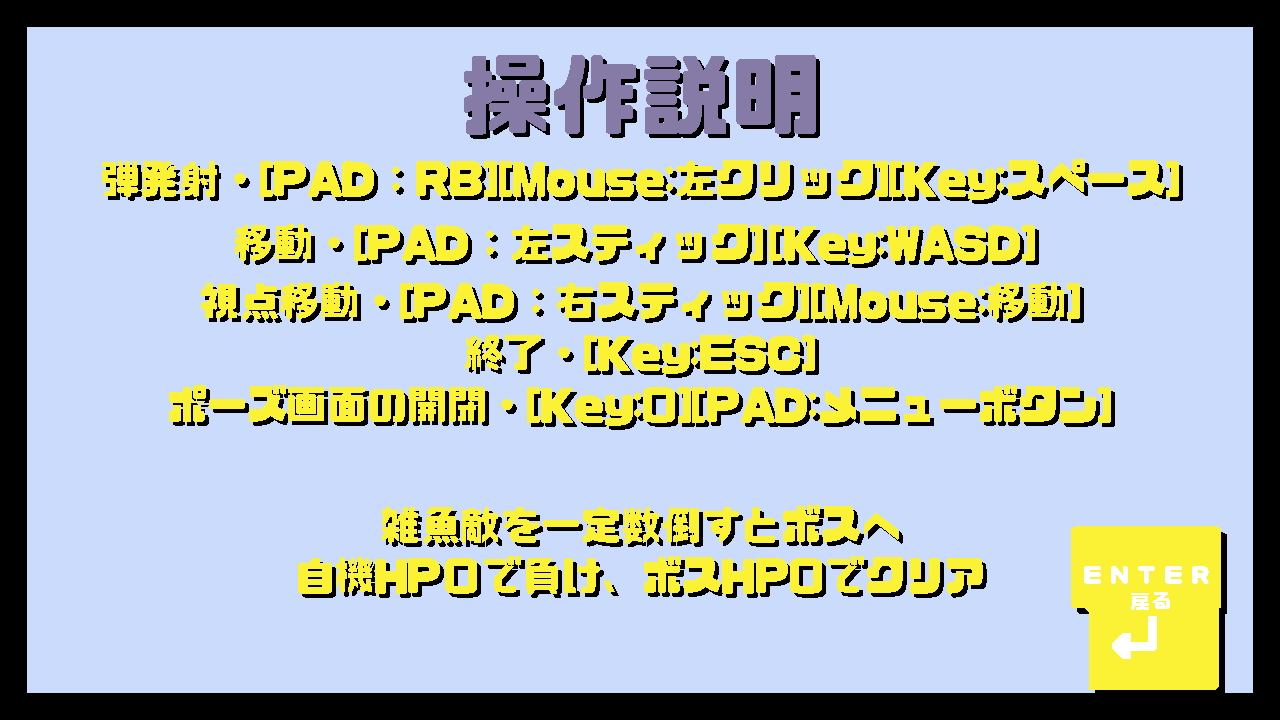 操作説明
弾発射・[PAD：RB][Mouse:左クリック][Key:スペース]
移動・[PAD：左スティック][Key:WASD]
視点移動・[PAD：右スティック][Mouse:移動]
終了・[Key:ESC]
ポーズ画面の開閉・[Key:O][PAD:メニューボタン]
雑魚敵を一定数倒すとボスへ
自機HP0で負け、ボスHP0でクリア
ENTER
戻る